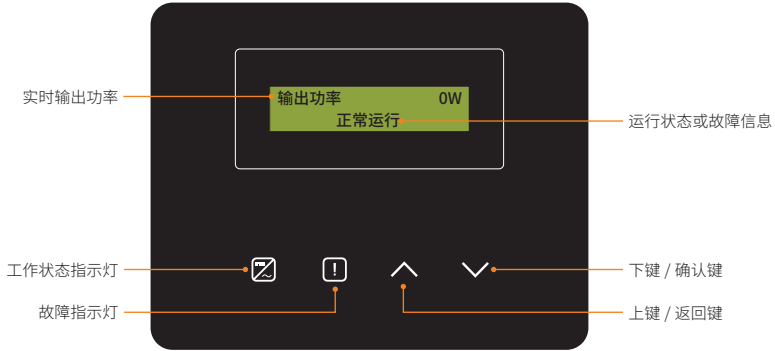 实时输出功率
输出功率 0W
正常运行
运行状态或故障信息
工作状态指示灯
下键 / 确认键
故障指示灯
上键 / 返回键